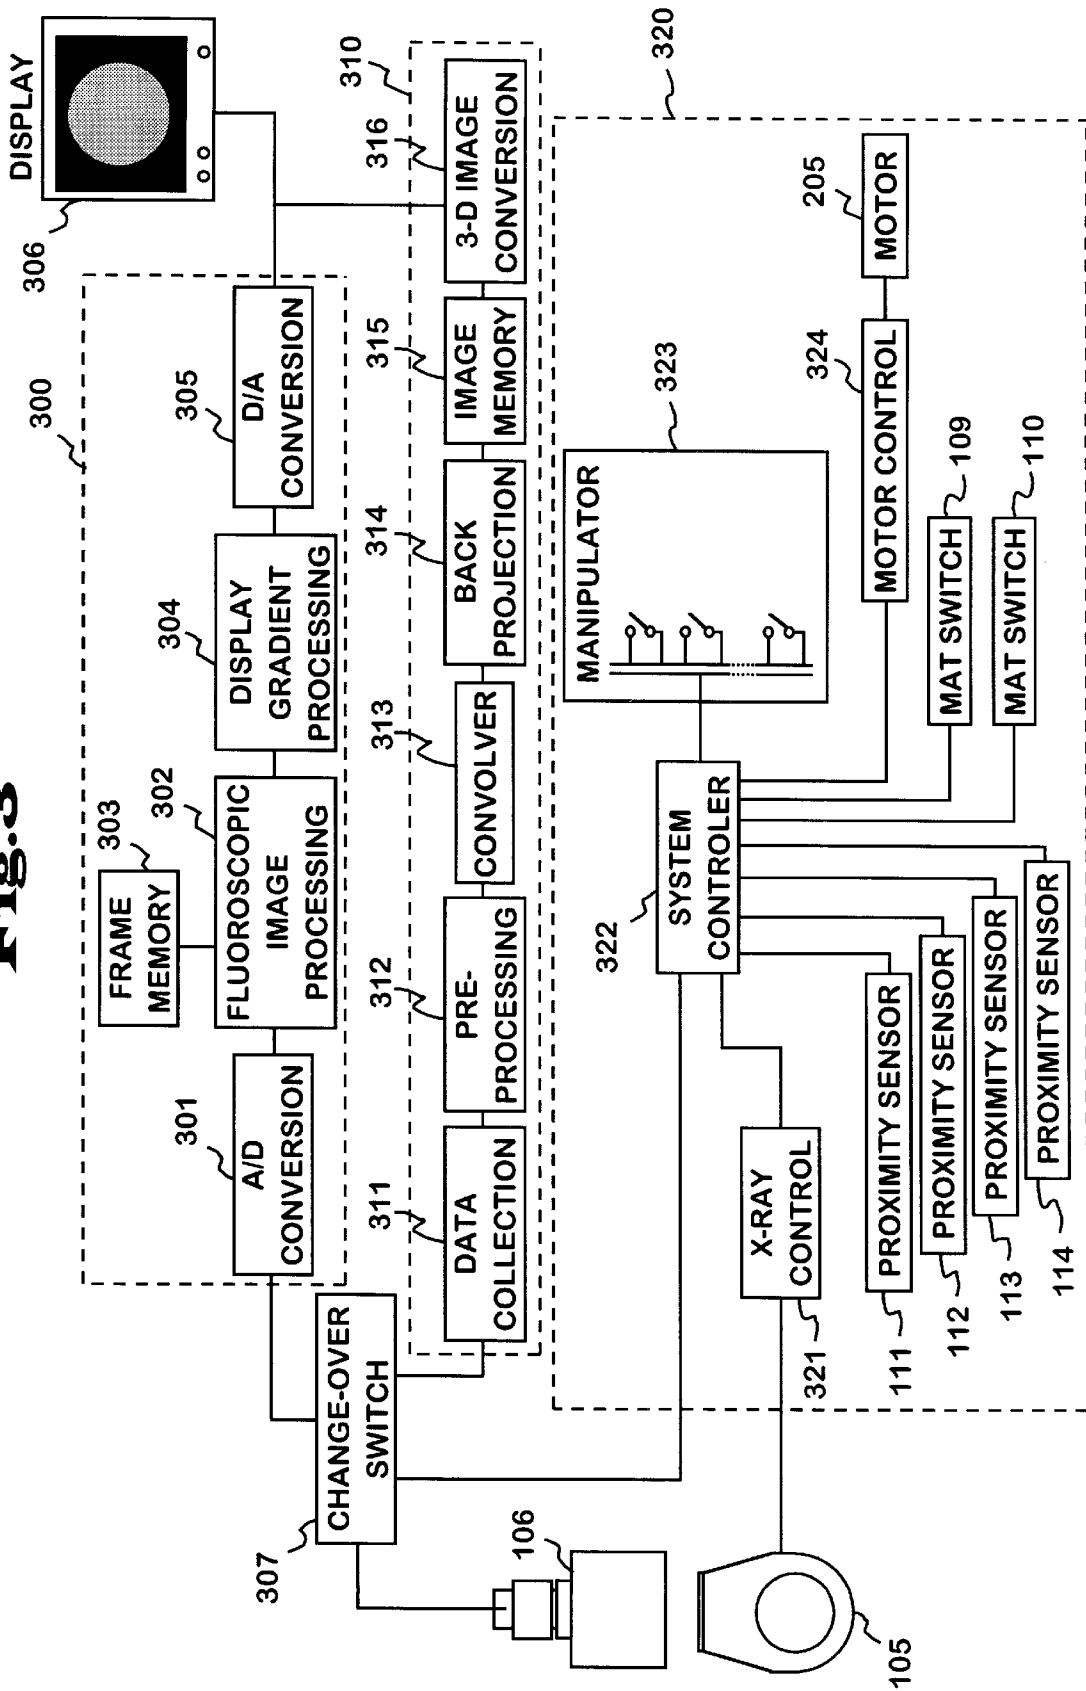 Fig.3
DISPLAY
306
300
FRAME
MEMORY
303
A/D
CONVERSION
301
FLUOROSCOPIC
IMAGE
PROCESSING
302
DISPLAY
GRADIENT
PROCESSING
304
D/A
CONVERSION
305
CHANGE-OVER
SWITCH
307
310
DATA
COLLECTION
311
PRE-
PROCESSING
312
CONVOLVER
313
BACK
PROJECTION
314
IMAGE
MEMORY
315
3-D IMAGE
CONVERSION
316
106
105
320
X-RAY
CONTROL
321
SYSTEM
CONTROLER
322
MANIPULATOR
323
MOTOR CONTROL
324
MOTOR
205
MAT SWITCH
109
MAT SWITCH
110
PROXIMITY SENSOR
111
PROXIMITY SENSOR
112
PROXIMITY SENSOR
113
PROXIMITY SENSOR
114